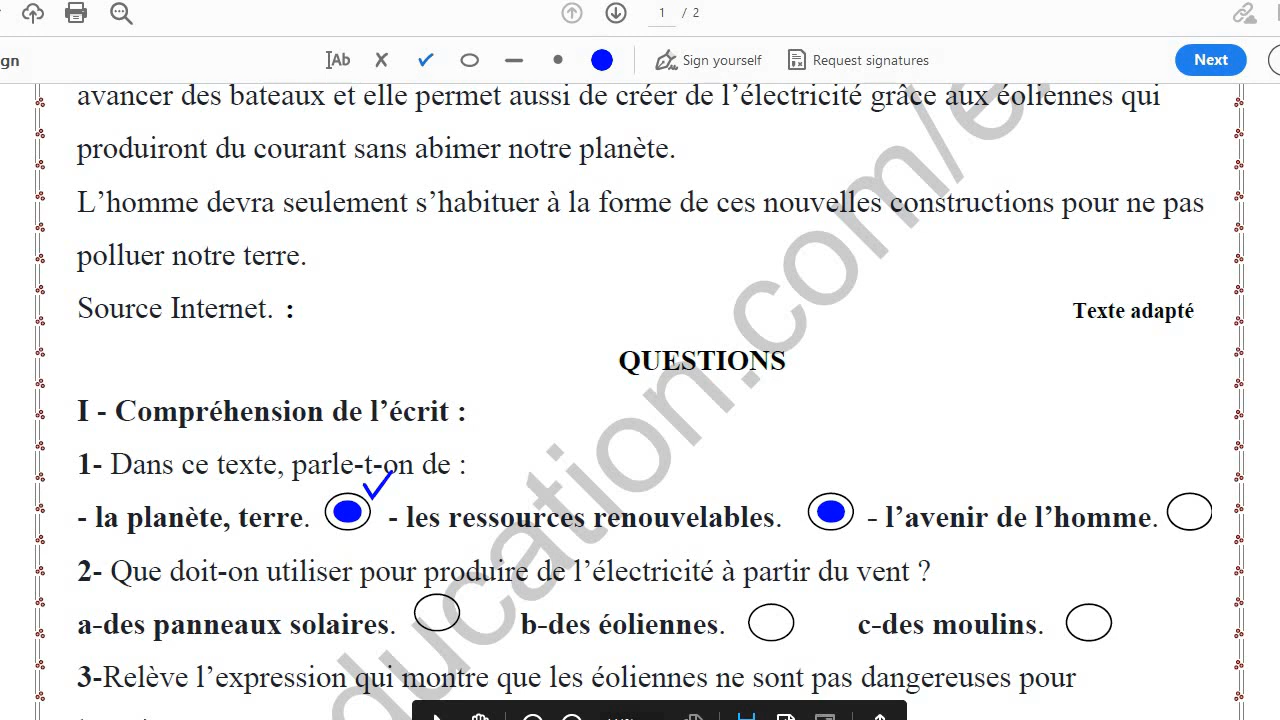 1 / 2
gn
Ab
Sign yourself
Request signatures
Next
avancer des bateaux et elle permet aussi de créer de l’électricité grâce aux éoliennes qui
produiront du courant sans abimer notre planète.
L’homme devra seulement s’habituer à la forme de ces nouvelles constructions pour ne pas
polluer notre terre.
Source Internet. :
Texte adapté
QUESTIONS
I - Compréhension de l’écrit :
1- Dans ce texte, parle-t-on de :
- la planète, terre. - les ressources renouvelables. - l’avenir de l’homme.
2- Que doit-on utiliser pour produire de l’électricité à partir du vent ?
a-des panneaux solaires. b-des éoliennes. c-des moulins.
3-Relève l’expression qui montre que les éoliennes ne sont pas dangereuses pour
ducation.com/e